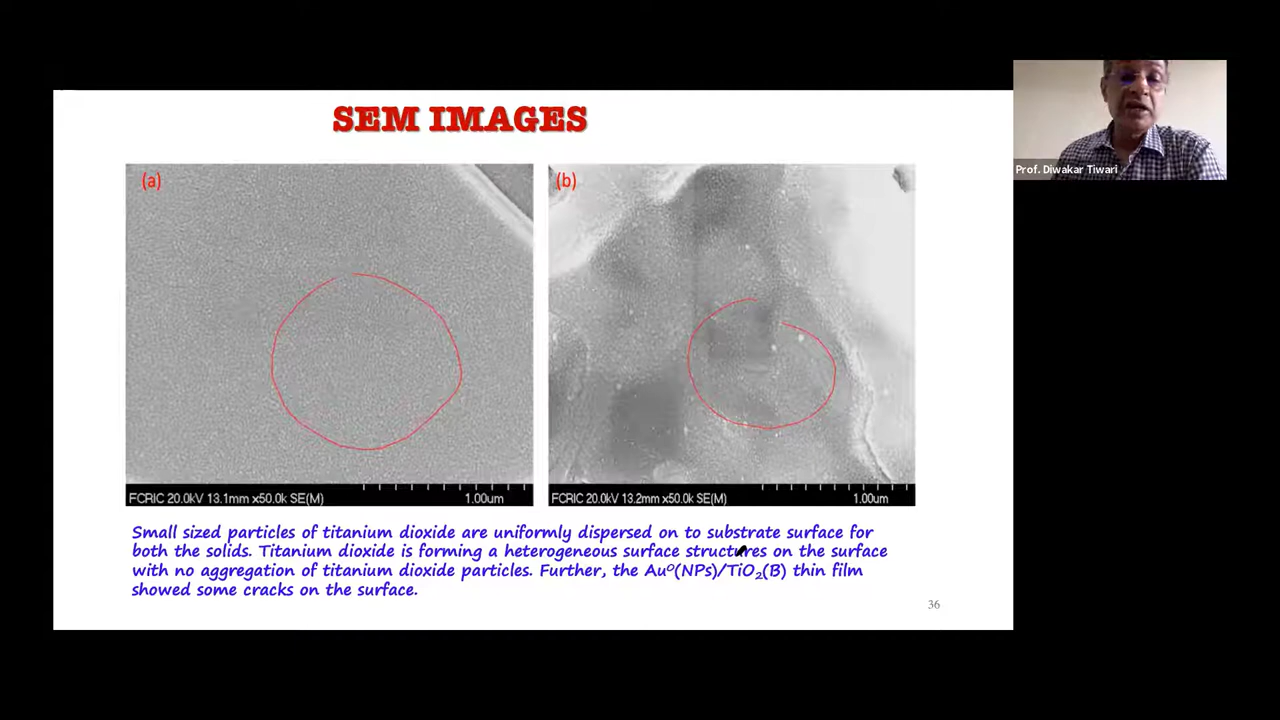 SEM IMAGES
(a)
(b)
FCRIC 20.0kV 13.1mm x50.0k SE(M) 1.00um
FCRIC 20.0kV 13.2mm x50.0k SE(M) 1.00um
Small sized particles of titanium dioxide are uniformly dispersed on to substrate surface for
both the solids. Titanium dioxide is forming a heterogeneous surface structures on the surface
with no aggregation of titanium dioxide particles. Further, the Au⁰(NPs)/TiO₂(B) thin film
showed some cracks on the surface.
36
Prof. Diwakar Tiwari